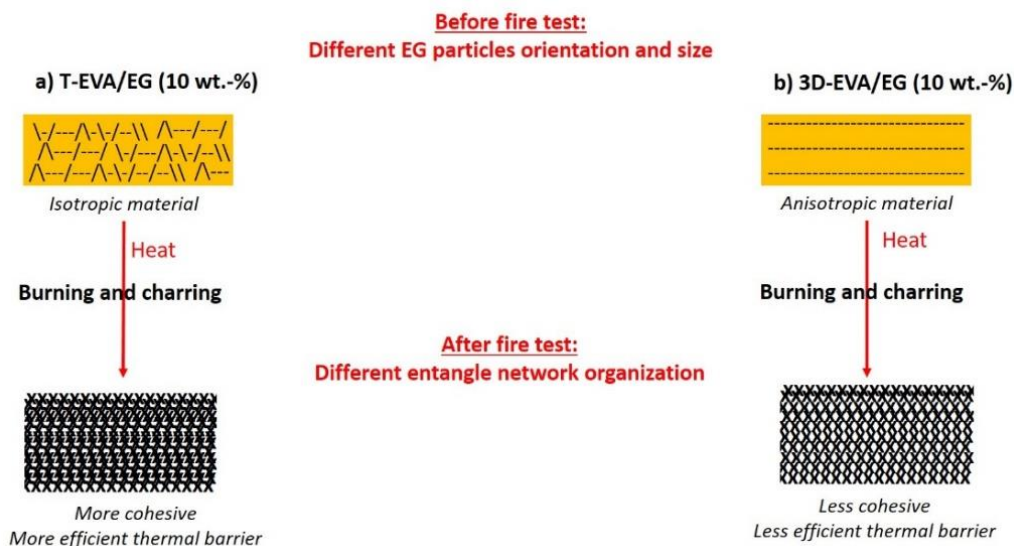 Before fire test:
Different EG particles orientation and size
a) T-EVA/EG (10 wt.-%)
b) 3D-EVA/EG (10 wt.-%)
Isotropic material
Anisotropic material
Heat
Heat
Burning and charring
Burning and charring
After fire test:
Different entangle network organization
More cohesive
More efficient thermal barrier
Less cohesive
Less efficient thermal barrier